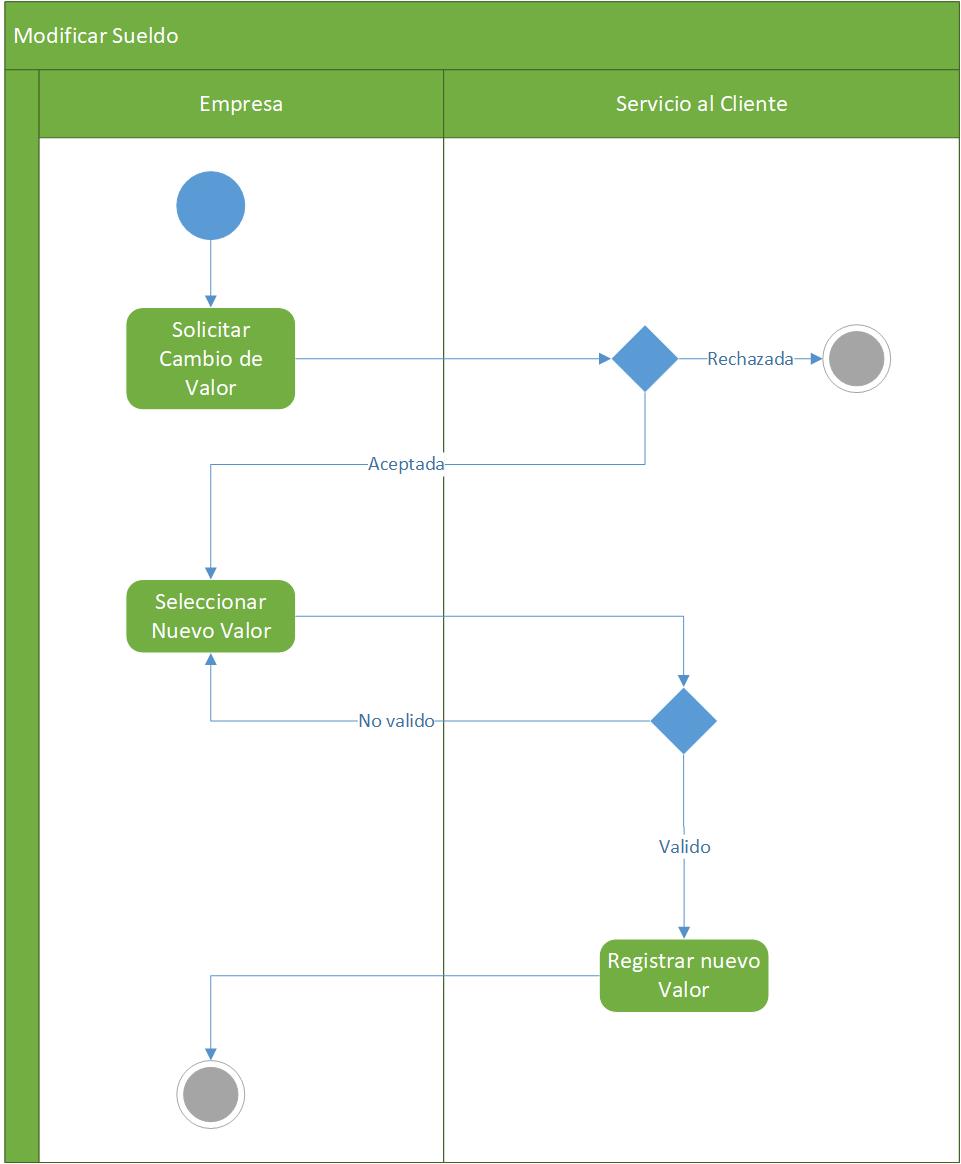 Modificar Sueldo
Empresa
Servicio al Cliente
Solicitar
Cambio de
Valor
Rechazada
Aceptada
Seleccionar
Nuevo Valor
No valido
Valido
Registrar nuevo
Valor